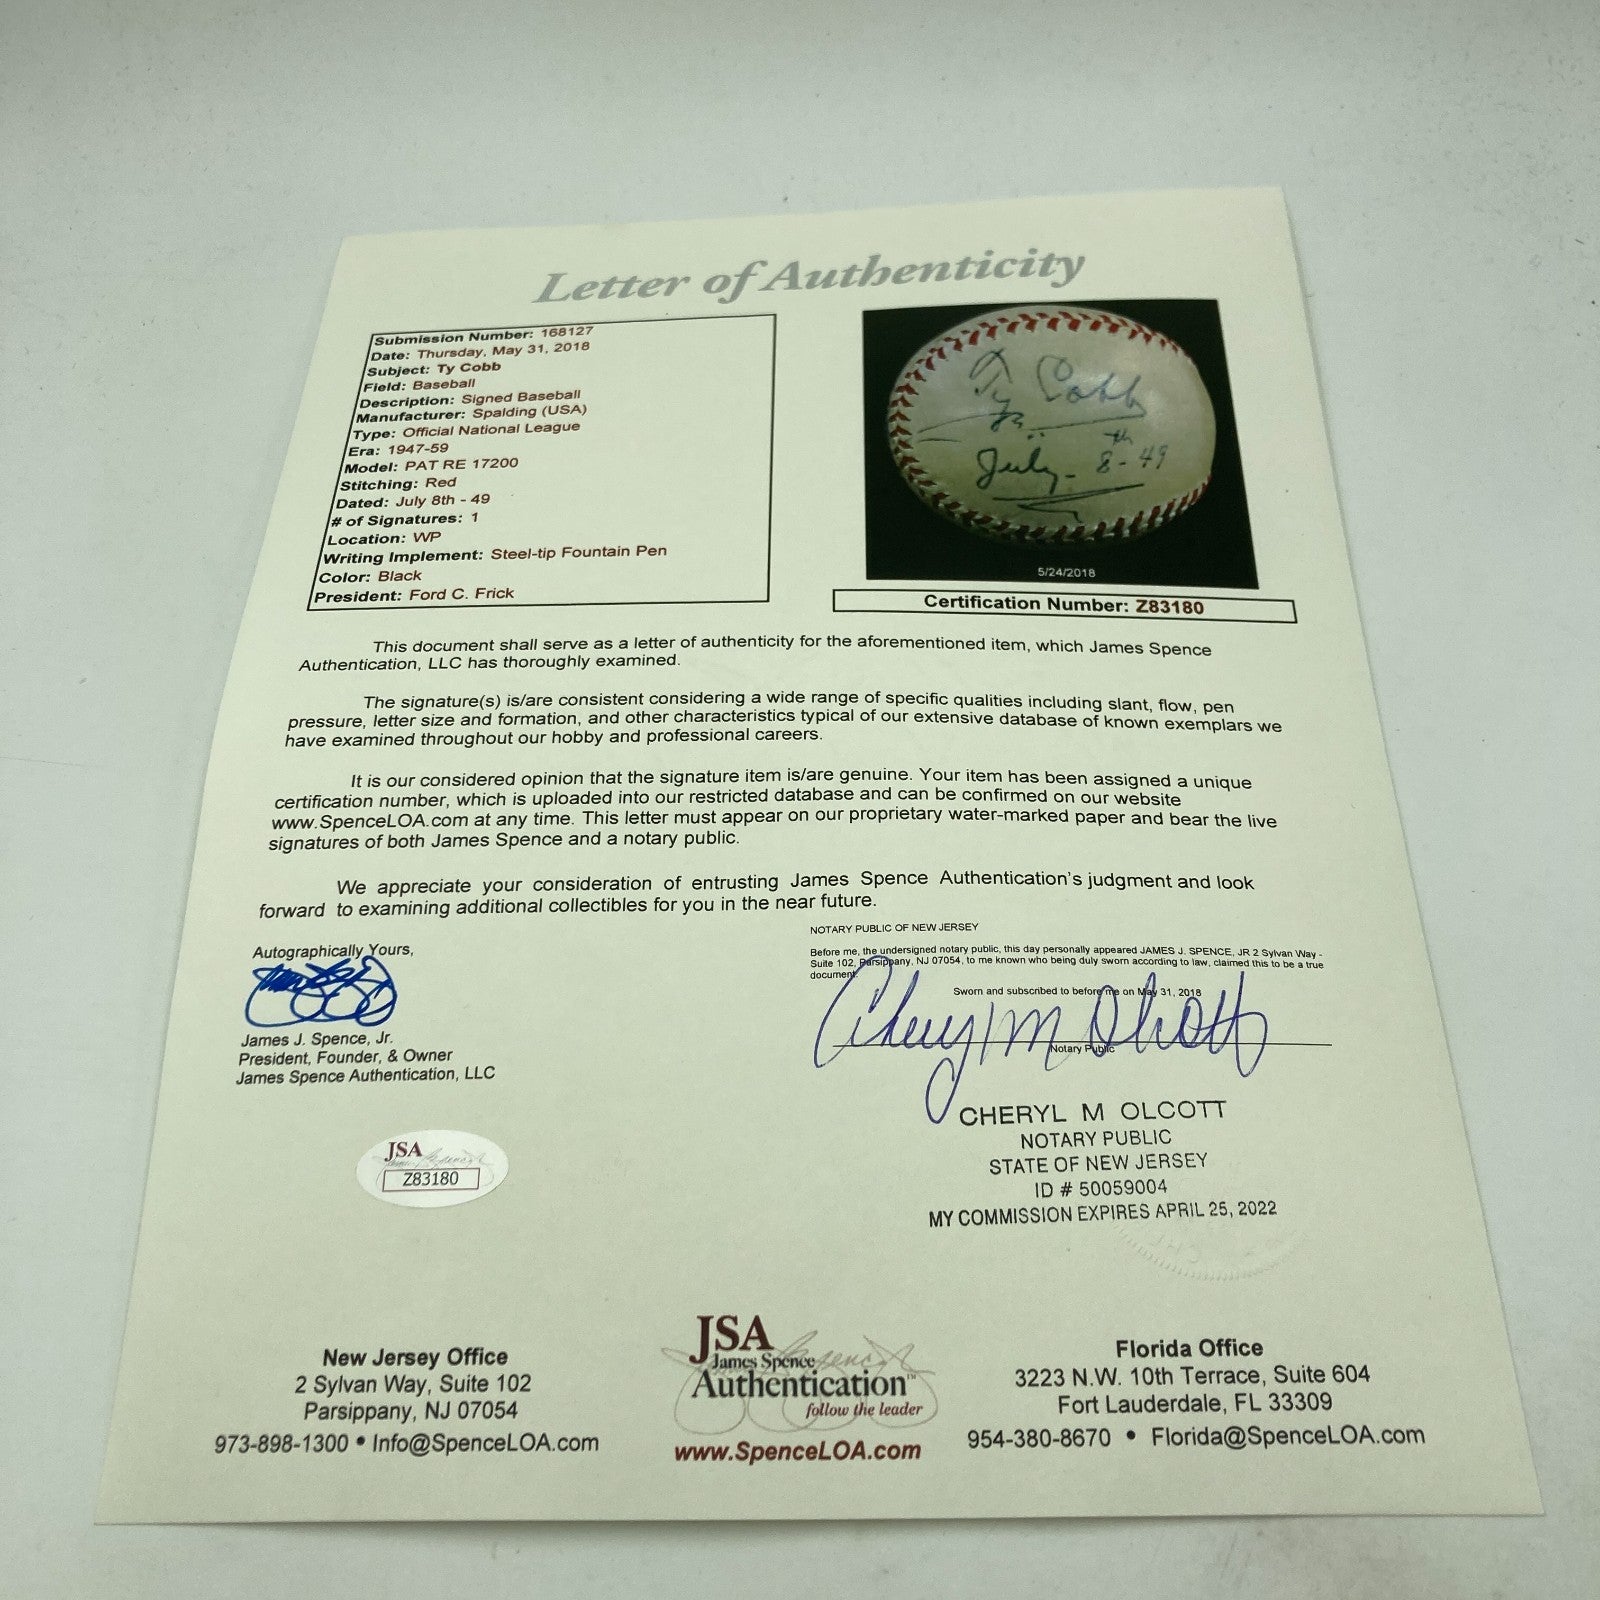 Letter of Authenticity
Submission Number: 168127
Date: Thursday, May 31, 2018
Subject: Ty Cobb
Field: Baseball
Description: Signed Baseball
Manufacturer: Spalding (USA)
Type: Official National League
Era: 1947-59
Model: PAT RE 17200
Stitching: Red
Dated: July 8th - 49
# of Signatures: 1
Location: WP
Writing Implement: Steel-tip Fountain Pen
Color: Black
President: Ford C. Frick
Ty Cobb
July - 8th - 49
5/24/2018
Certification Number: Z83180
This document shall serve as a letter of authenticity for the aforementioned item, which James Spence
Authentication, LLC has thoroughly examined.
The signature(s) is/are consistent considering a wide range of specific qualities including slant, flow, pen
pressure, letter size and formation, and other characteristics typical of our extensive database of known exemplars we
have examined throughout our hobby and professional careers.
It is our considered opinion that the signature item is/are genuine. Your item has been assigned a unique
certification number, which is uploaded into our restricted database and can be confirmed on our website
www.SpenceLOA.com at any time. This letter must appear on our proprietary water-marked paper and bear the live
signatures of both James Spence and a notary public.
We appreciate your consideration of entrusting James Spence Authentication's judgment and look
forward to examining additional collectibles for you in the near future.
Autographically Yours,
James J. Spence, Jr.
President, Founder, & Owner
James Spence Authentication, LLC
JSA
Z83180
NOTARY PUBLIC OF NEW JERSEY
Before me, the undersigned notary public, this day personally appeared JAMES J. SPENCE, JR 2 Sylvan Way -
Suite 102, Parsippany, NJ 07054, to me known who being duly sworn according to law, claimed this to be a true
document.
Sworn and subscribed to before me on May 31, 2018
Cheryl M Olcott
Notary Public
CHERYL M OLCOTT
NOTARY PUBLIC
STATE OF NEW JERSEY
ID # 50059004
MY COMMISSION EXPIRES APRIL 25, 2022
New Jersey Office
2 Sylvan Way, Suite 102
Parsippany, NJ 07054
973-898-1300 • Info@SpenceLOA.com
JSA
James Spence
Authentication™
follow the leader
www.SpenceLOA.com
Florida Office
3223 N.W. 10th Terrace, Suite 604
Fort Lauderdale, FL 33309
954-380-8670 • Florida@SpenceLOA.com